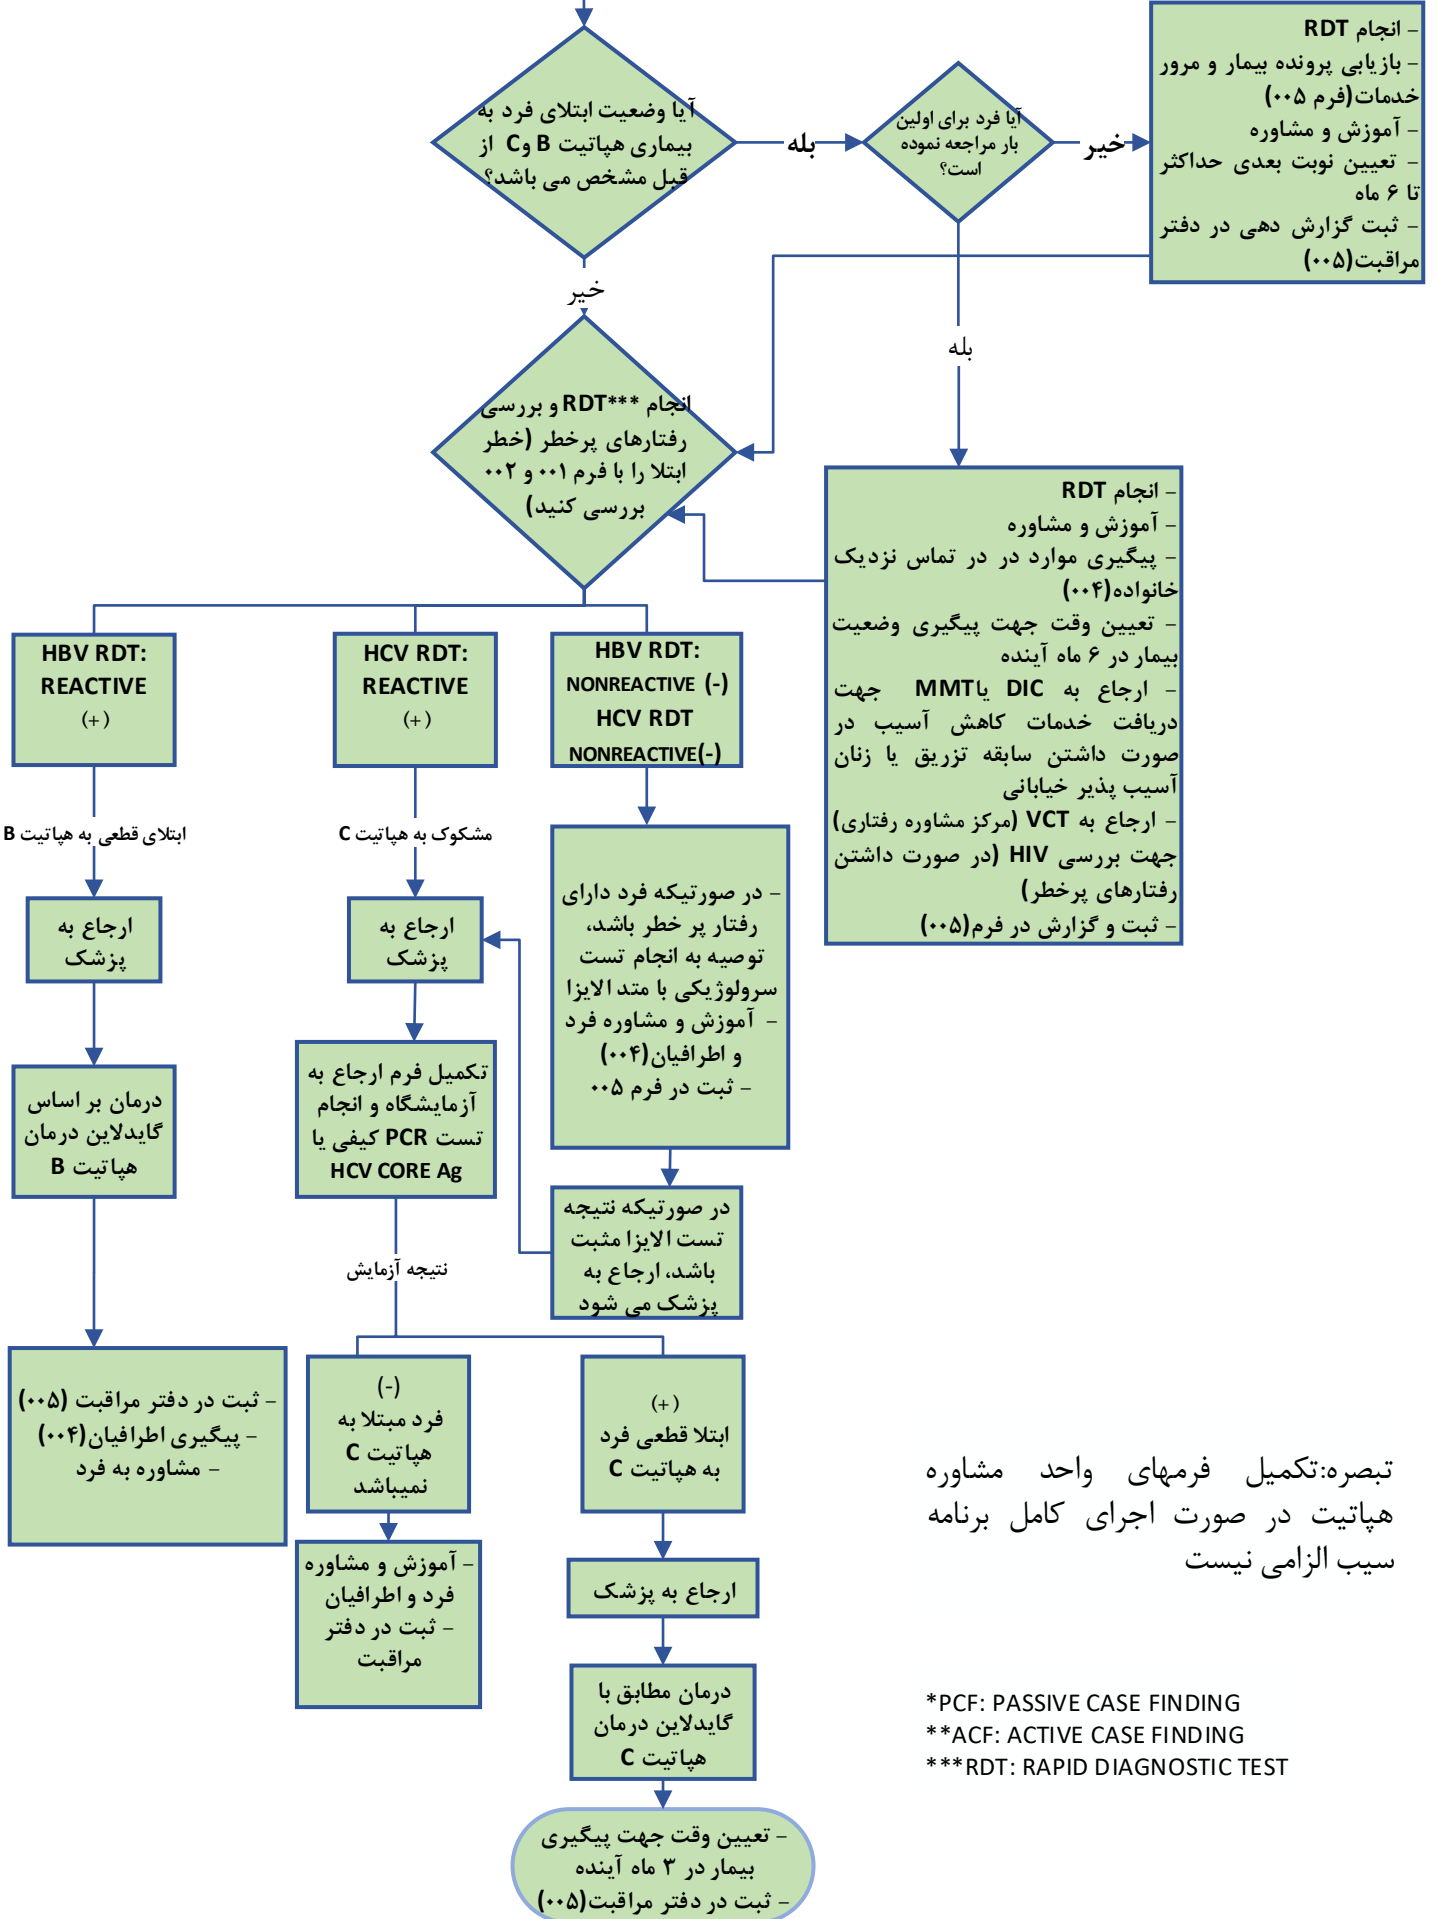 آیا وضعیت ابتلای فرد به
بیماری هپاتیت B و C از
قبل مشخص می باشد؟
بله
آیا فرد برای اولین
بار مراجعه نموده
است؟
خیر
- انجام RDT
- بازیابی پرونده بیمار و مرور
خدمات(فرم ۰۰۵)
- آموزش و مشاوره
- تعیین نوبت بعدی حداکثر
تا ۶ ماه
- ثبت گزارش دهی در دفتر
مراقبت(۰۰۵)
خیر
بله
انجام ***RDT و بررسی
رفتارهای پرخطر (خطر
ابتلا را با فرم ۰۰۱ و ۰۰۲
بررسی کنید)
- انجام RDT
- آموزش و مشاوره
- پیگیری موارد در در تماس نزدیک
خانواده(۰۰۴)
- تعیین وقت جهت پیگیری وضعیت
بیمار در ۶ ماه آینده
- ارجاع به DIC یاMMT جهت
دریافت خدمات کاهش آسیب در
صورت داشتن سابقه تزریق یا زنان
آسیب پذیر خیابانی
- ارجاع به VCT (مرکز مشاوره رفتاری)
جهت بررسی HIV (در صورت داشتن
رفتارهای پرخطر)
- ثبت و گزارش در فرم(۰۰۵)
HBV RDT:
REACTIVE
(+)
HCV RDT:
REACTIVE
(+)
HBV RDT:
NONREACTIVE (-)
HCV RDT
NONREACTIVE(-)
ابتلای قطعی به هپاتیت B
مشکوک به هپاتیت C
ارجاع به
پزشک
ارجاع به
پزشک
- در صورتیکه فرد دارای
رفتار پر خطر باشد،
توصیه به انجام تست
سرولوژیکی با متد الایزا
- آموزش و مشاوره فرد
و اطرافیان(۰۰۴)
- ثبت در فرم ۰۰۵
درمان بر اساس
گایدلاین درمان
هپاتیت B
تکمیل فرم ارجاع به
آزمایشگاه و انجام
تست PCR کیفی یا
HCV CORE Ag
در صورتیکه نتیجه
تست الایزا مثبت
باشد، ارجاع به
پزشک می شود
نتیجه آزمایش
- ثبت در دفتر مراقبت (۰۰۵)
- پیگیری اطرافیان(۰۰۴)
- مشاوره به فرد
(-)
فرد مبتلا به
هپاتیت C
نمیباشد
(+)
ابتلا قطعی فرد
به هپاتیت C
- آموزش و مشاوره
فرد و اطرافیان
- ثبت در دفتر
مراقبت
ارجاع به پزشک
درمان مطابق با
گایدلاین درمان
هپاتیت C
- تعیین وقت جهت پیگیری
بیمار در ۳ ماه آینده
- ثبت در دفتر مراقبت(۰۰۵)
تبصره:تکمیل فرمهای واحد مشاوره
هپاتیت در صورت اجرای کامل برنامه
سیب الزامی نیست
*PCF: PASSIVE CASE FINDING
**ACF: ACTIVE CASE FINDING
***RDT: RAPID DIAGNOSTIC TEST